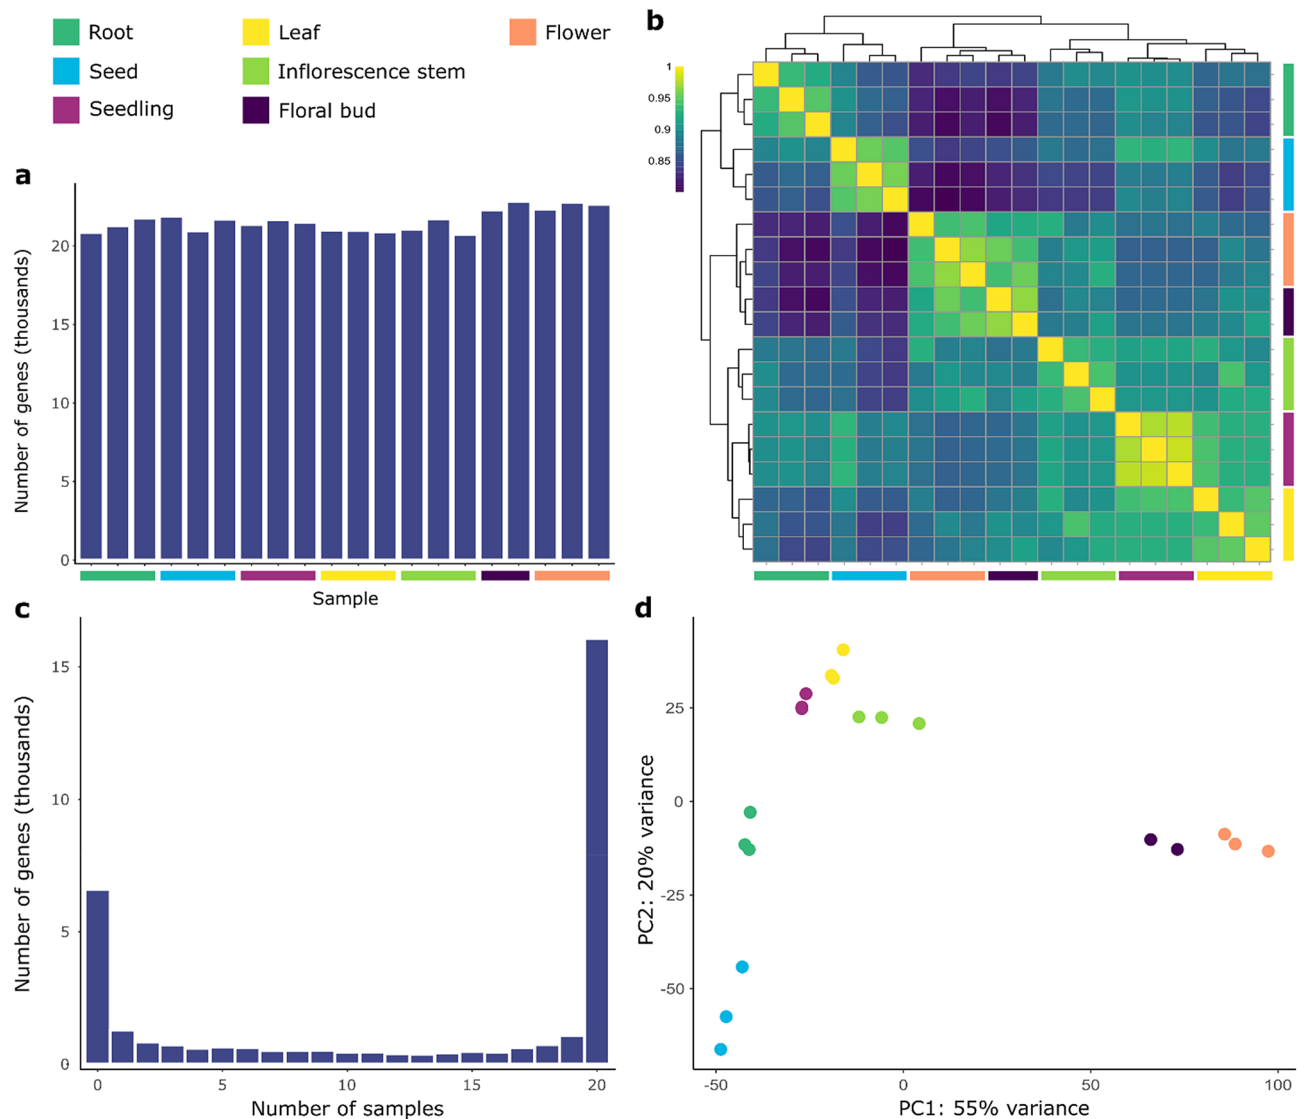 Root
Leaf
Flower
Seed
Inflorescence stem
Seedling
Floral bud
a
Number of genes (thousands)
20
15
10
5
0
Sample
b
1
0.95
0.9
0.85
c
Number of genes (thousands)
15
10
5
0
0 5 10 15 20
Number of samples
d
PC2: 20% variance
25
0
-25
-50
-50 0 50 100
PC1: 55% variance